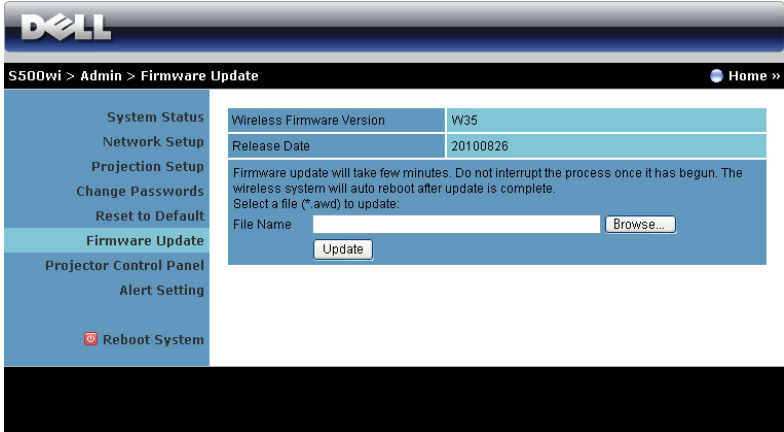 DELL
S500wi > Admin > Firmware Update
Home »
System Status
Network Setup
Projection Setup
Change Passwords
Reset to Default
Firmware Update
Projector Control Panel
Alert Setting
Reboot System
Wireless Firmware Version W35
Release Date 20100826
Firmware update will take few minutes. Do not interrupt the process once it has begun. The
wireless system will auto reboot after update is complete.
Select a file (*.awd) to update:
File Name Browse...
Update